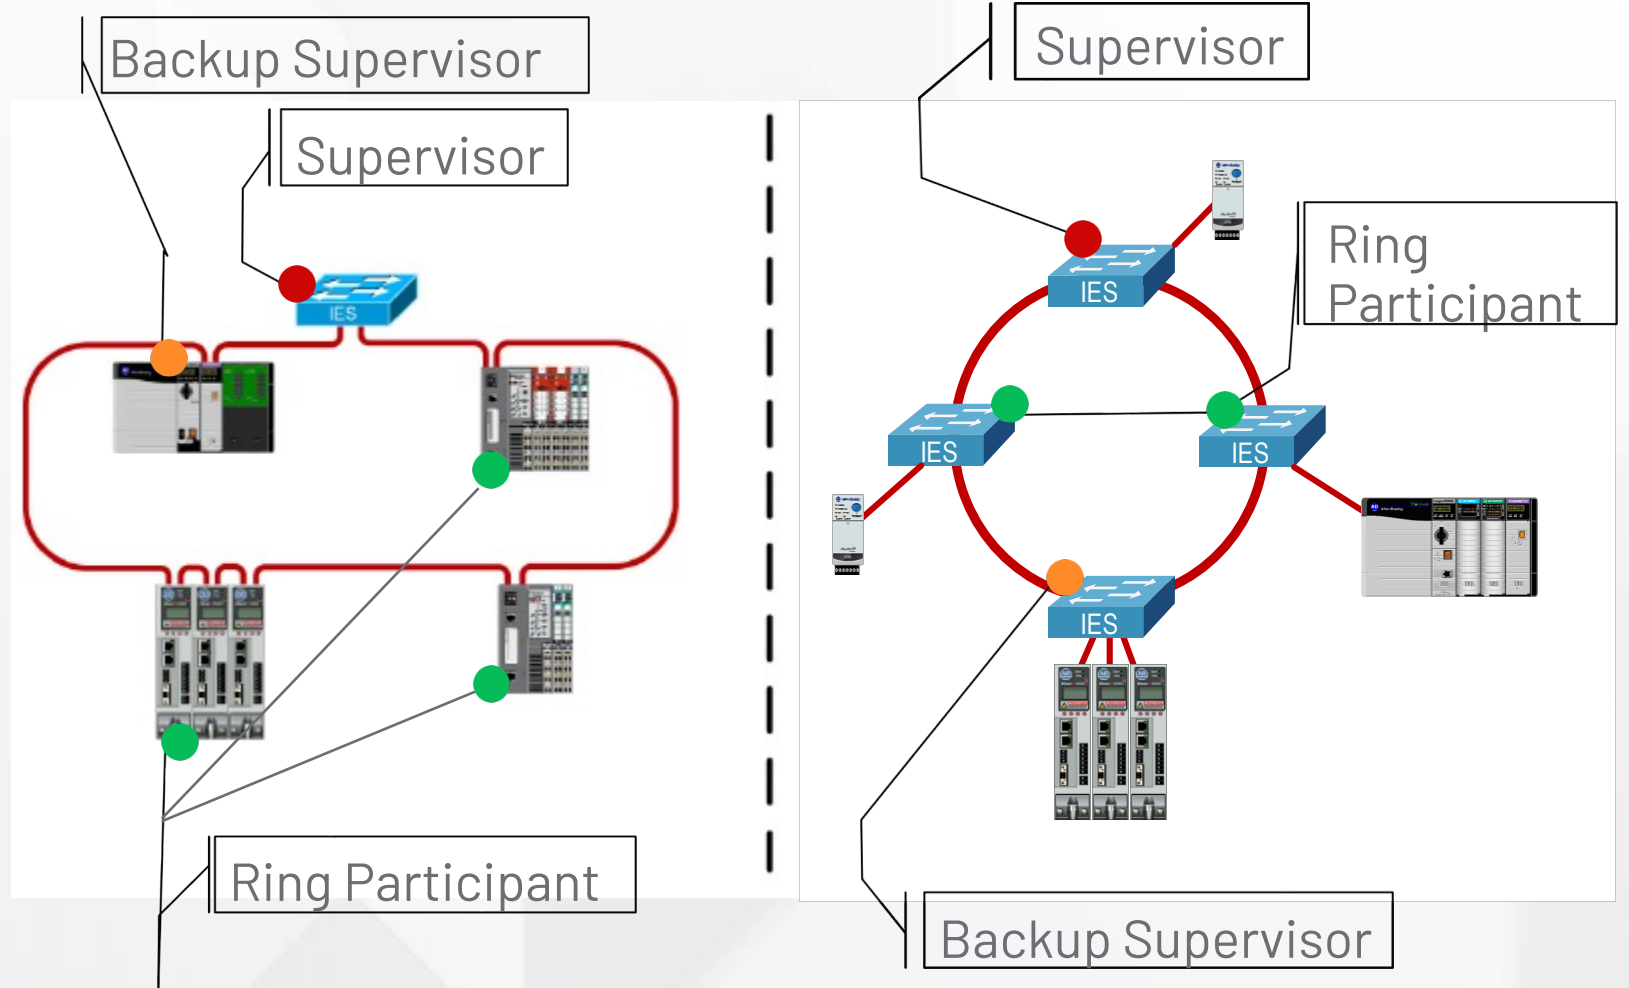 Backup Supervisor
Supervisor
IES
Ring Participant
Supervisor
IES
Ring
Participant
IES
IES
IES
Backup Supervisor